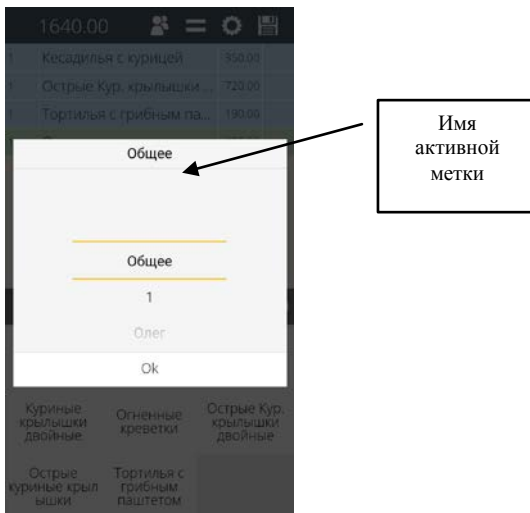 1640.00
1 Кесадилья с курицей 350.00
Острые Кур. крылышки ... 720.00
Тортилья с грибным па... 190.00
Общее
Общее
1
Олег
Ok
Куриные крылышки двойные
Огненные креветки
Острые Кур. крылышки двойные
Острые куриные крыл ышки
Тортилья с грибным паштетом
Имя
активной
метки